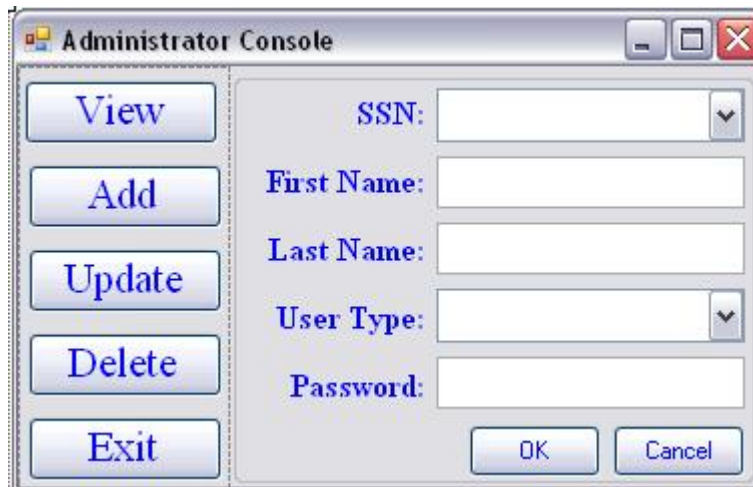 Administrator Console
View
Add
Update
Delete
Exit
SSN:
First Name:
Last Name:
User Type:
Password:
OK
Cancel